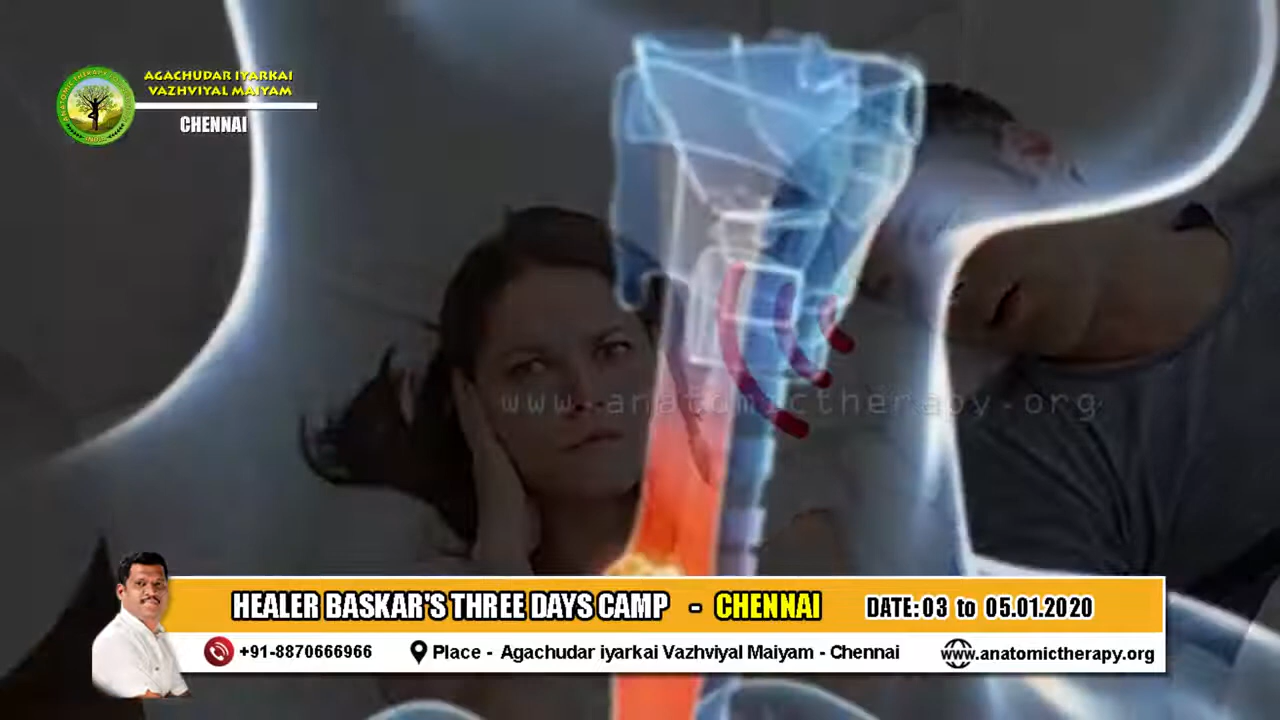 AGACHUDAR IYARKAI
VAZHVIYAL MAIYAM
CHENNAI
www.anatomictherapy.org
HEALER BASKAR'S THREE DAYS CAMP - CHENNAI DATE: 03 to 05.01.2020
+91-8870666966 Place - Agachudar iyarkai Vazhviyal Maiyam - Chennai www.anatomictherapy.org